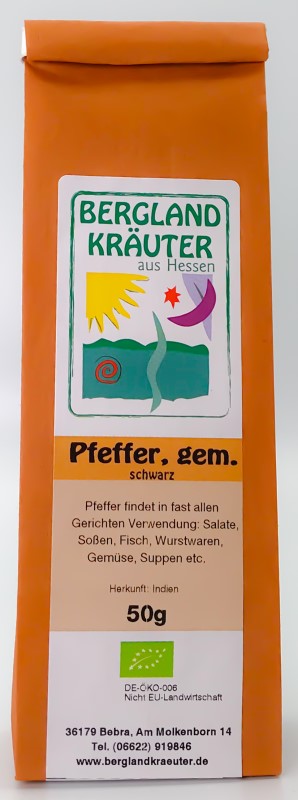 BERGLAND
KRÄUTER
aus Hessen
Pfeffer, gem.
schwarz
Pfeffer findet in fast allen
Gerichten Verwendung: Salate,
Soßen, Fisch, Wurstwaren,
Gemüse, Suppen etc.
Herkunft: Indien
50g
DE-ÖKO-006
Nicht EU-Landwirtschaft
36179 Bebra, Am Molkenborn 14
Tel. (06622) 919846
www.berglandkraeuter.de